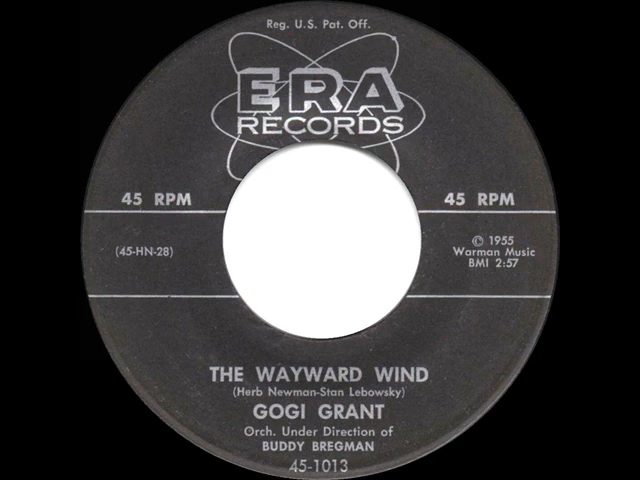 Reg. U.S. Pat. Off.
ERA
RECORDS
45 RPM
45 RPM
(45-HN-28)
© 1955
Warman Music
BMI 2:57
THE WAYWARD WIND
(Herb Newman-Stan Lebowsky)
GOGI GRANT
Orch. Under Direction of
BUDDY BREGMAN
45-1013